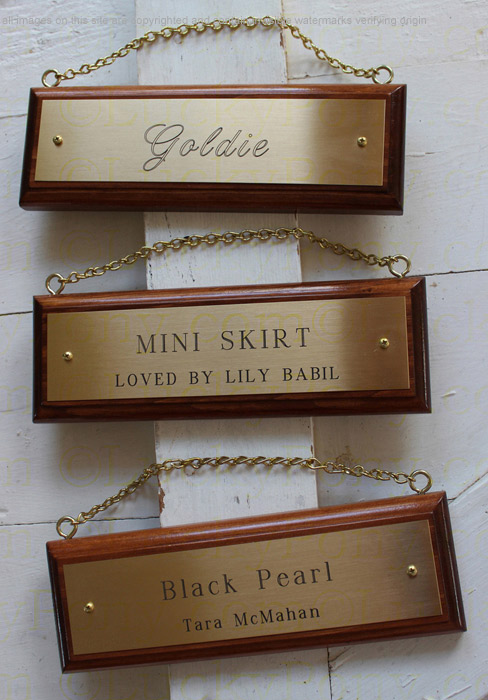 Goldie
MINI SKIRT
LOVED BY LILY BABIL
Black Pearl
Tara McMahan